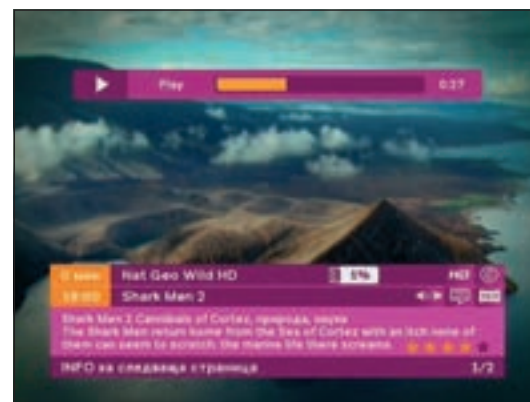 Play 0:27
Nat Geo Wild HD 5%
19:00 Shark Men 2
Shark Men 2 Cannibals of Cortez, природа, наука
The Shark Men return home from the Sea of Cortez with an itch none of
them can seem to scratch; the marine life there screams
INFO за следваща страница 1/2